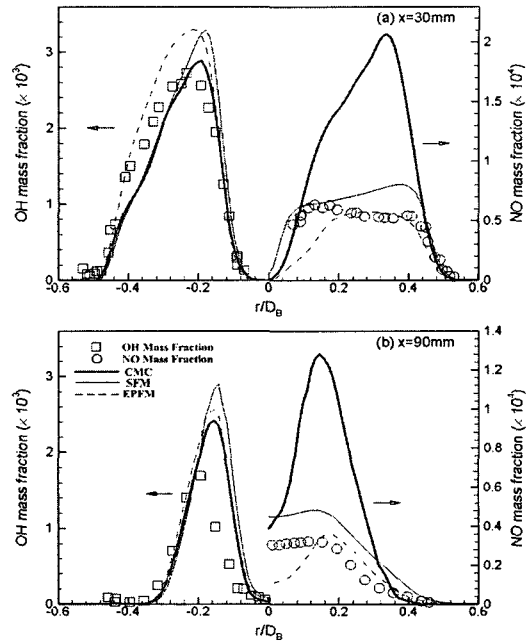 (a) x=30mm
OH mass fraction (× 10³)
3
2
1
0
NO mass fraction (× 10⁴)
2
1.5
1
0.5
0
-0.6 -0.4 -0.2 0 0.2 0.4 0.6
r/D_B
(b) x=90mm
□ OH Mass Fraction
○ NO Mass Fraction
CMC
SFM
EPFM
OH mass fraction (× 10³)
3
2
1
0
NO mass fraction (× 10⁴)
1.4
1.2
1
0.8
0.6
0.4
0.2
0
-0.6 -0.4 -0.2 0 0.2 0.4 0.6
r/D_B